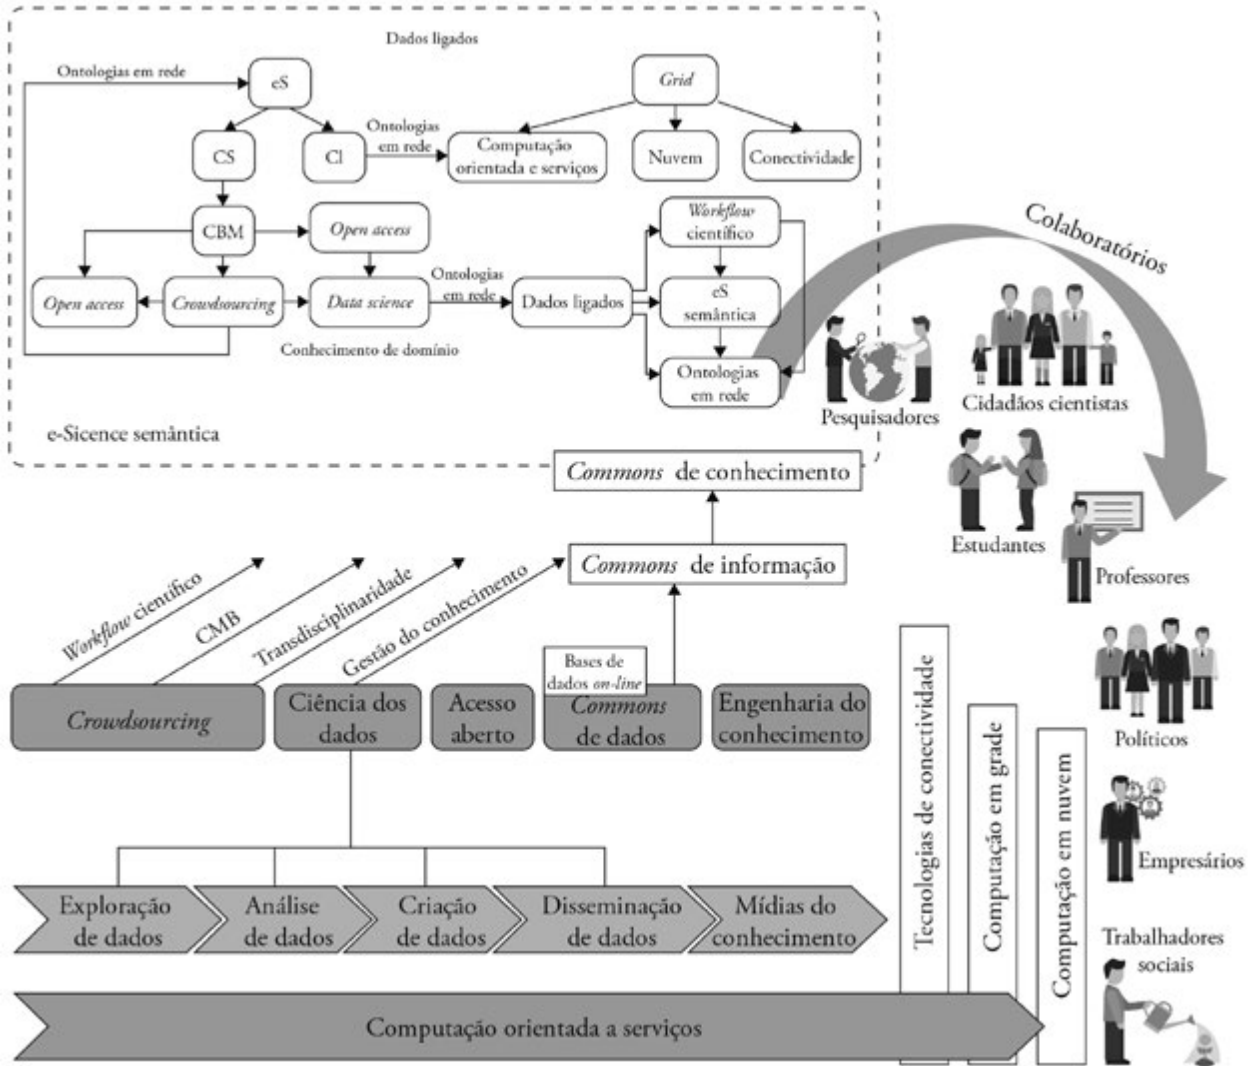 Dados ligados
Ontologias em rede
eS
Grid
CS
CI
Ontologias
em rede
Computação
orientada e serviços
Nuvem
Conectividade
CBM
Open access
Workflow
científico
Open access
Crowdsourcing
Data science
Ontologias
em rede
Dados ligados
eS
semântica
Conhecimento de domínio
Ontologias
em rede
e-Sicence semântica
Colaboratórios
Pesquisadores
Cidadãos cientistas
Estudantes
Professores
Políticos
Empresários
Trabalhadores
sociais
Commons de conhecimento
Commons de informação
Workflow científico
CMB
Transdisciplinaridade
Gestão do conhecimento
Bases de
dados on-line
Crowdsourcing
Ciência dos
dados
Acesso
aberto
Commons
de dados
Engenharia do
conhecimento
Exploração
de dados
Análise
de dados
Criação
de dados
Disseminação
de dados
Mídias do
conhecimento
Computação orientada a serviços
Tecnologias de conectividade
Computação em grade
Computação em nuvem